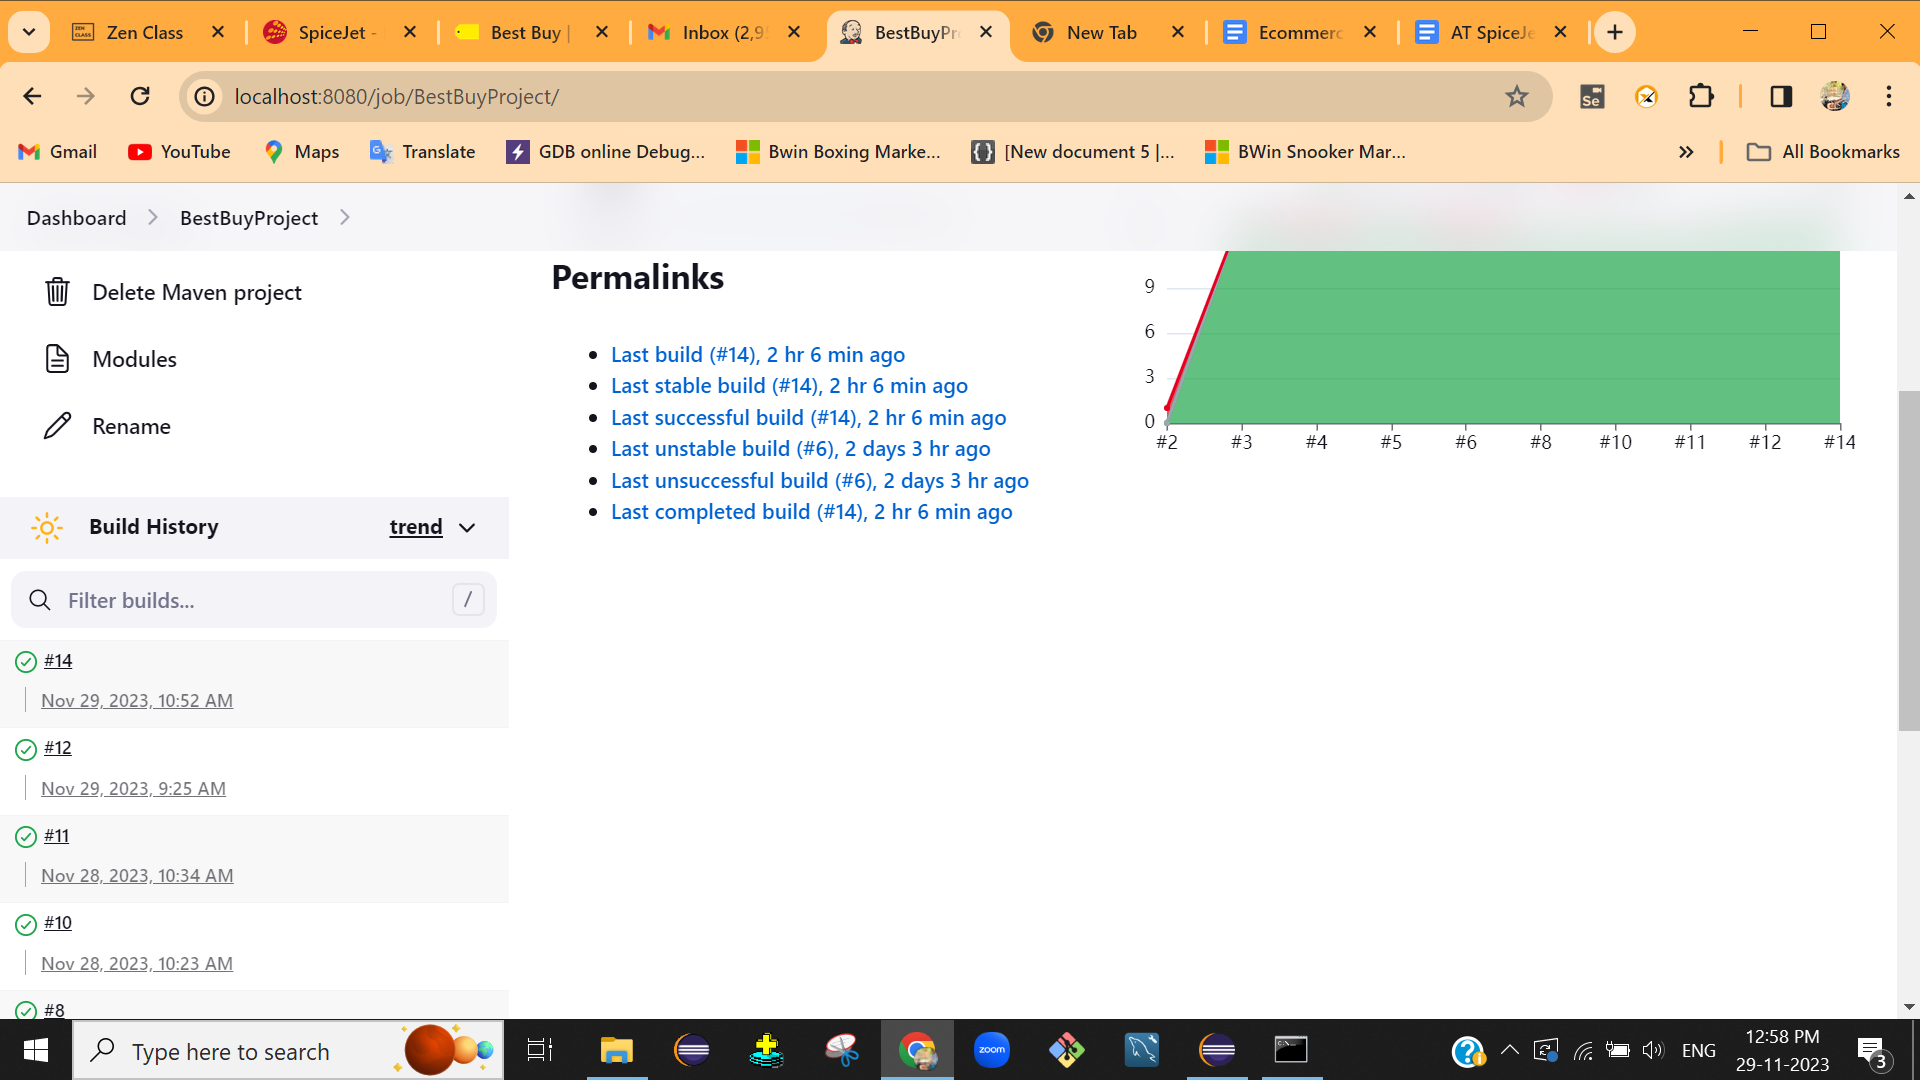 Zen Class
SpiceJet -
Best Buy |
Inbox (2,9
BestBuyPr
New Tab
Ecommerc
AT SpiceJe
localhost:8080/job/BestBuyProject/
Se
Gmail
YouTube
Maps
Translate
GDB online Debug...
Bwin Boxing Marke...
[New document 5 |...
BWin Snooker Mar...
All Bookmarks
Dashboard
BestBuyProject
Delete Maven project
Modules
Rename
Build History
trend
Filter builds...
/
#14
Nov 29, 2023, 10:52 AM
#12
Nov 29, 2023, 9:25 AM
#11
Nov 28, 2023, 10:34 AM
#10
Nov 28, 2023, 10:23 AM
#8
Permalinks
Last build (#14), 2 hr 6 min ago
Last stable build (#14), 2 hr 6 min ago
Last successful build (#14), 2 hr 6 min ago
Last unstable build (#6), 2 days 3 hr ago
Last unsuccessful build (#6), 2 days 3 hr ago
Last completed build (#14), 2 hr 6 min ago
9
6
3
0
#2 #3 #4 #5 #6 #8 #10 #11 #12 #14
Type here to search
zoom
ENG
12:58 PM
29-11-2023
3